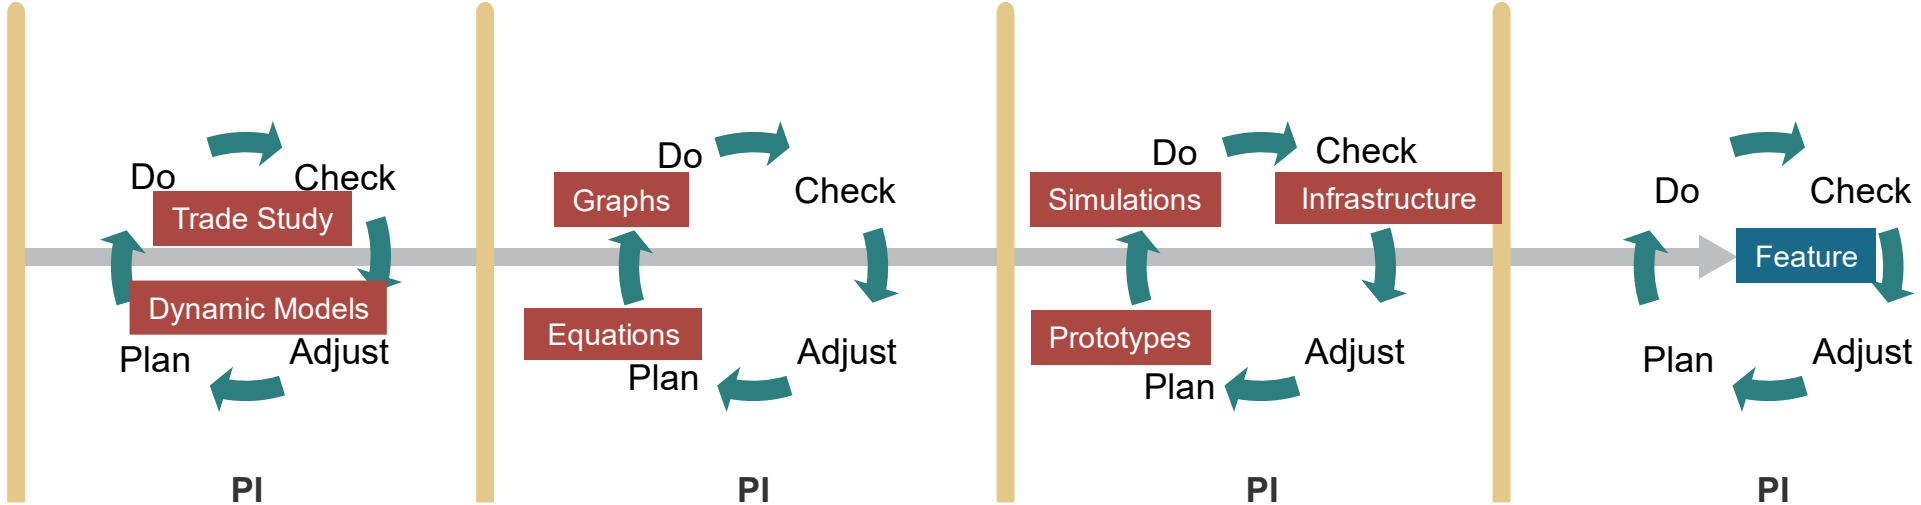 Do
Check
Trade Study
Dynamic Models
Plan
Adjust
PI
Do
Check
Graphs
Equations
Plan
Adjust
PI
Do
Check
Simulations
Infrastructure
Prototypes
Plan
Adjust
PI
Do
Check
Feature
Plan
Adjust
PI